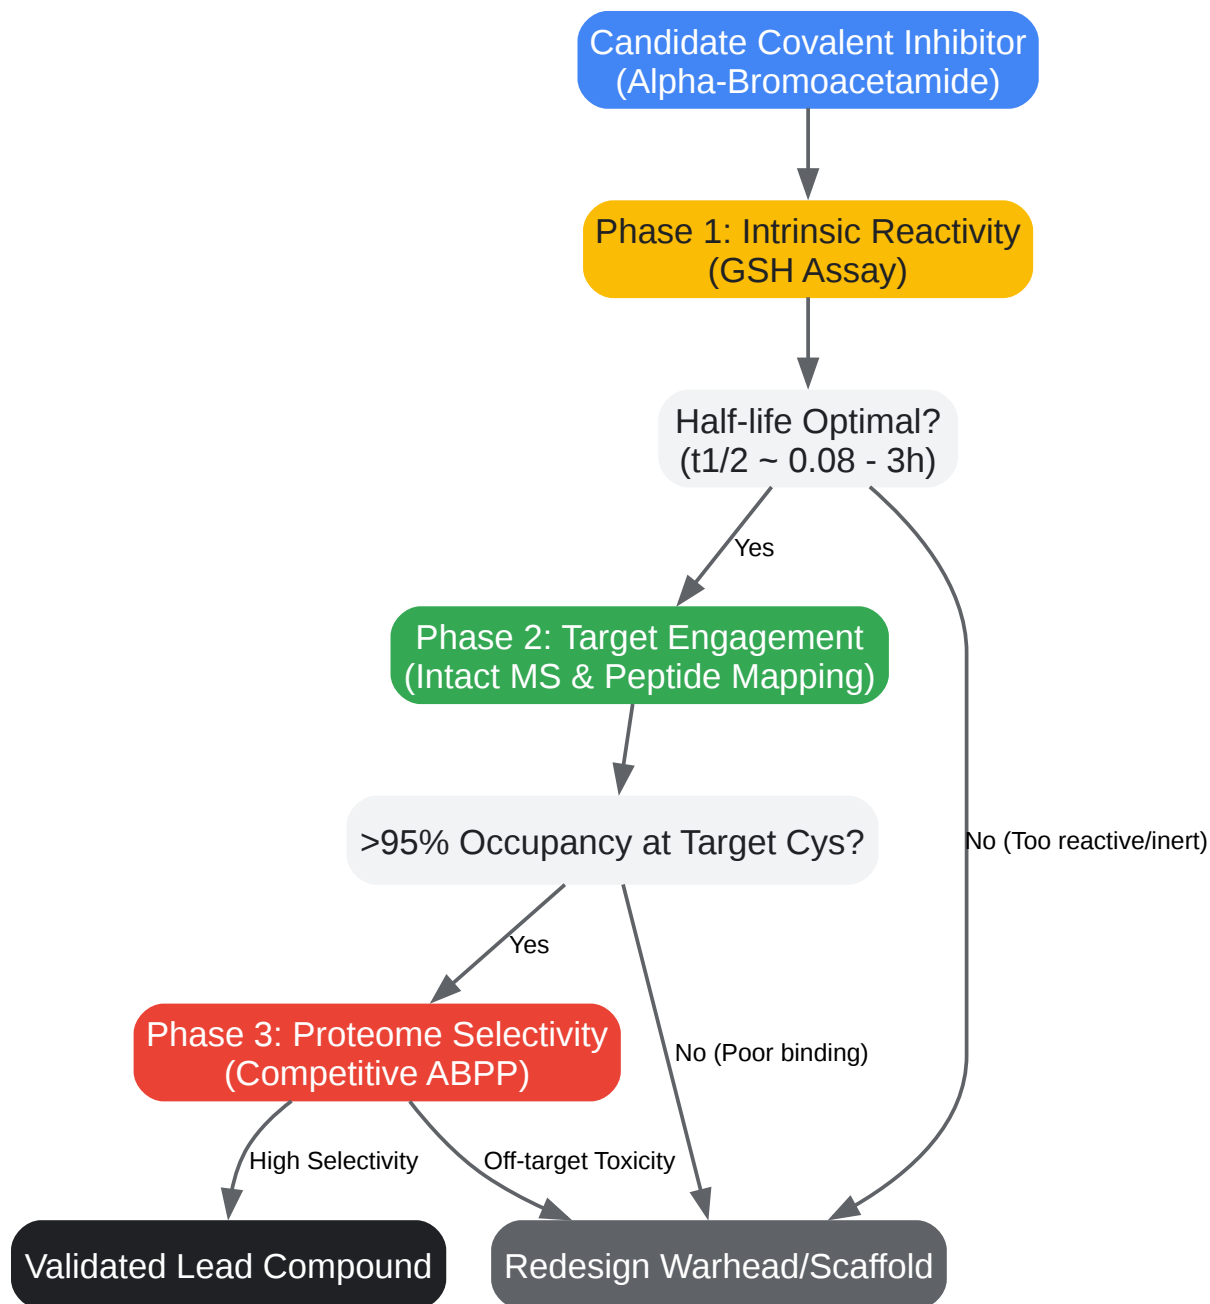 Candidate Covalent Inhibitor
(Alpha-Bromoacetamide)
Phase 1: Intrinsic Reactivity
(GSH Assay)
Half-life Optimal?
(t1/2 ~ 0.08 - 3h)
Yes
Phase 2: Target Engagement
(Intact MS & Peptide Mapping)
>95% Occupancy at Target Cys?
No (Too reactive/inert)
Yes
Phase 3: Proteome Selectivity
(Competitive ABPP)
No (Poor binding)
High Selectivity
Off-target Toxicity
Validated Lead Compound
Redesign Warhead/Scaffold